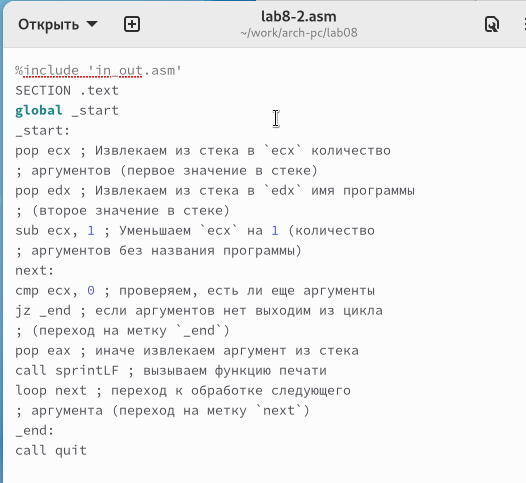 Открыть
lab8-2.asm
~/work/arch-pc/lab08
%include 'in_out.asm'
SECTION .text
global _start
_start:
pop ecx ; Извлекаем из стека в `ecx` количество
; аргументов (первое значение в стеке)
pop edx ; Извлекаем из стека в `edx` имя программы
; (второе значение в стеке)
sub ecx, 1 ; Уменьшаем `ecx` на 1 (количество
; аргументов без названия программы)
next:
cmp ecx, 0 ; проверяем, есть ли еще аргументы
jz _end ; если аргументов нет выходим из цикла
; (переход на метку `_end`)
pop eax ; иначе извлекаем аргумент из стека
call sprintLF ; вызываем функцию печати
loop next ; переход к обработке следующего
; аргумента (переход на метку `next`)
_end:
call quit